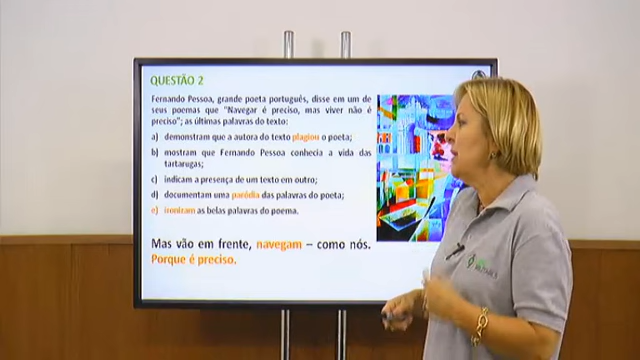 QUESTÃO 2
Fernando Pessoa, grande poeta português, disse em um de
seus poemas que “Navegar é preciso, mas viver não é
preciso”; as últimas palavras do texto:
a) demonstram que a autora do texto plagiou o poeta;
b) mostram que Fernando Pessoa conhecia a vida das
tartarugas;
c) indicam a presença de um texto em outro;
d) documentam uma paródia das palavras do poeta;
e) ironizam as belas palavras do poema.
Mas vão em frente, navegam – como nós.
Porque é preciso.